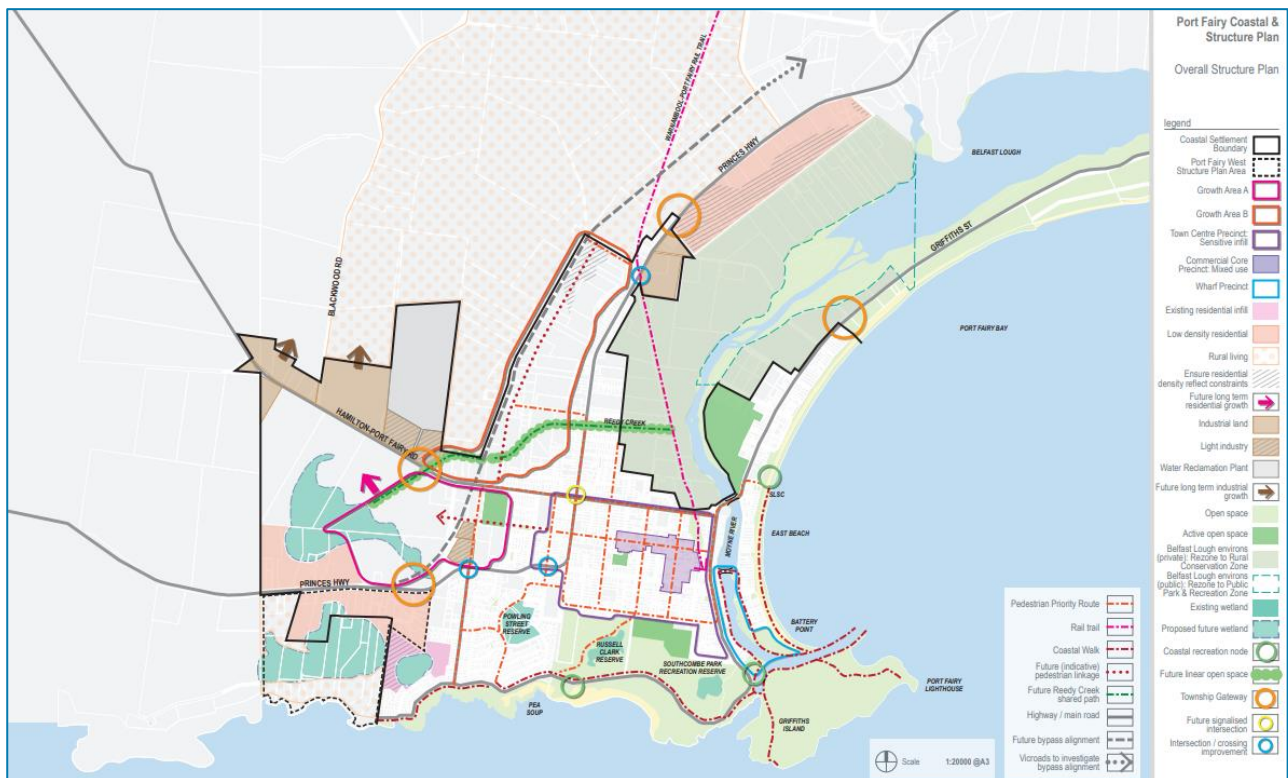 Port Fairy Coastal &
Structure Plan
Overall Structure Plan
legend
Coastal Settlement
Boundary
Port Fairy West
Structure Plan Area
Growth Area A
Growth Area B
Town Centre Precinct:
Sensitive infill
Commercial Core
Precinct: Mixed use
Wharf Precinct
Existing residential infill
Low density residential
Rural living
Ensure residential
density reflect constraints
Future long term
residential growth
Industrial land
Light industry
Water Reclamation Plant
Future long term industrial
growth
Open space
Active open space
Belfast Lough environs
(private): Rezone to Rural
Conservation Zone
Belfast Lough environs
(public): Rezone to Public
Park & Recreation Zone
Existing wetland
Proposed future wetland
Coastal recreation node
Future linear open space
Township Gateway
Future signalised
intersection
Intersection / crossing
improvement
WARRNAMBOOL-PORT FAIRY RAIL TRAIL
PRINCES HWY
BELFAST LOUGH
GRIFFITHS ST
BLACKWOOD RD
PORT FAIRY BAY
HAMILTON-PORT FAIRY RD
REEDY CREEK
SLSC
EAST BEACH
MOYNE RIVER
PRINCES HWY
POWLING
STREET
RESERVE
RUSSELL
CLARK
RESERVE
SOUTHCOMBE PARK
RECREATION RESERVE
BATTERY
POINT
PORT FAIRY
LIGHTHOUSE
PEA
SOUP
GRIFFITHS
ISLAND
Pedestrian Priority Route
Rail trail
Coastal Walk
Future (indicative)
pedestrian linkage
Future Reedy Creek
shared path
Highway / main road
Future bypass alignment
Vicroads to investigate
bypass alignment
Scale 1:20000 @A3